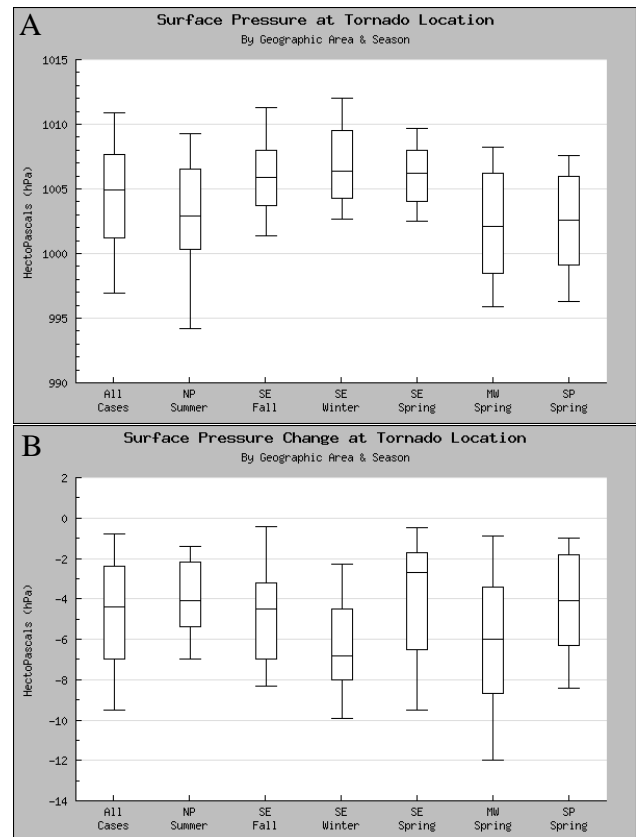 A
Surface Pressure at Tornado Location
By Geographic Area & Season
HectoPascals (hPa)
1015
1010
1005
1000
995
990
All Cases
NP Summer
SE Fall
SE Winter
SE Spring
MW Spring
SP Spring
B
Surface Pressure Change at Tornado Location
By Geographic Area & Season
HectoPascals (hPa)
2
0
-2
-4
-6
-8
-10
-12
-14
All Cases
NP Summer
SE Fall
SE Winter
SE Spring
MW Spring
SP Spring